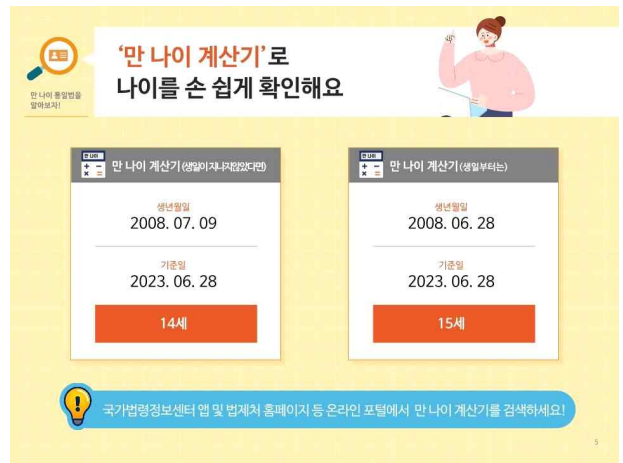 만 나이 통일법을
알아보자!
‘만 나이 계산기’로
나이를 손 쉽게 확인해요
만 나이
만 나이 계산기(생일이 지나지않았다면)
생년월일
2008. 07. 09
기준일
2023. 06. 28
14세
만 나이
만 나이 계산기(생일부터는)
생년월일
2008. 06. 28
기준일
2023. 06. 28
15세
국가법령정보센터 앱 및 법제처 홈페이지 등 온라인 포털에서 만 나이 계산기를 검색하세요!
5